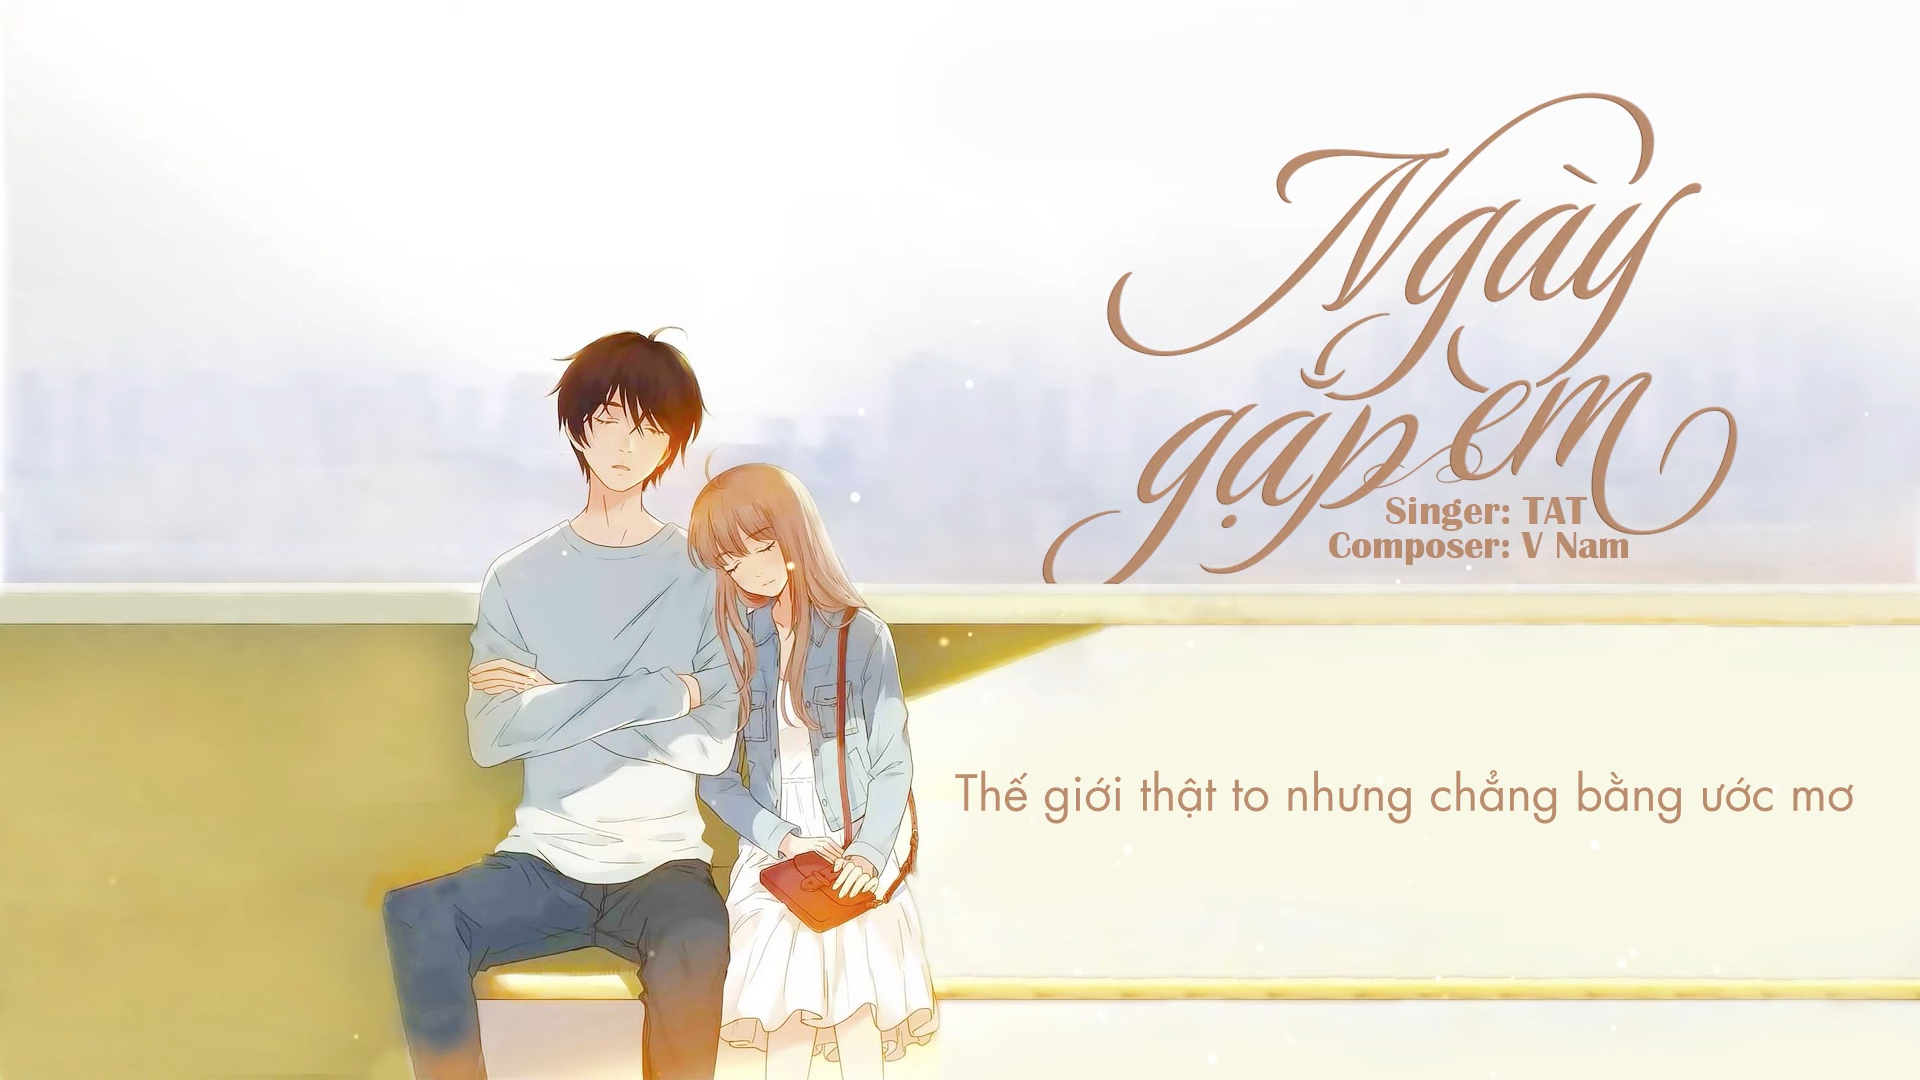 Ngày
gặp em
Singer: TAT
Composer: V Nam
Thế giới thật to nhưng chẳng bằng ước mơ